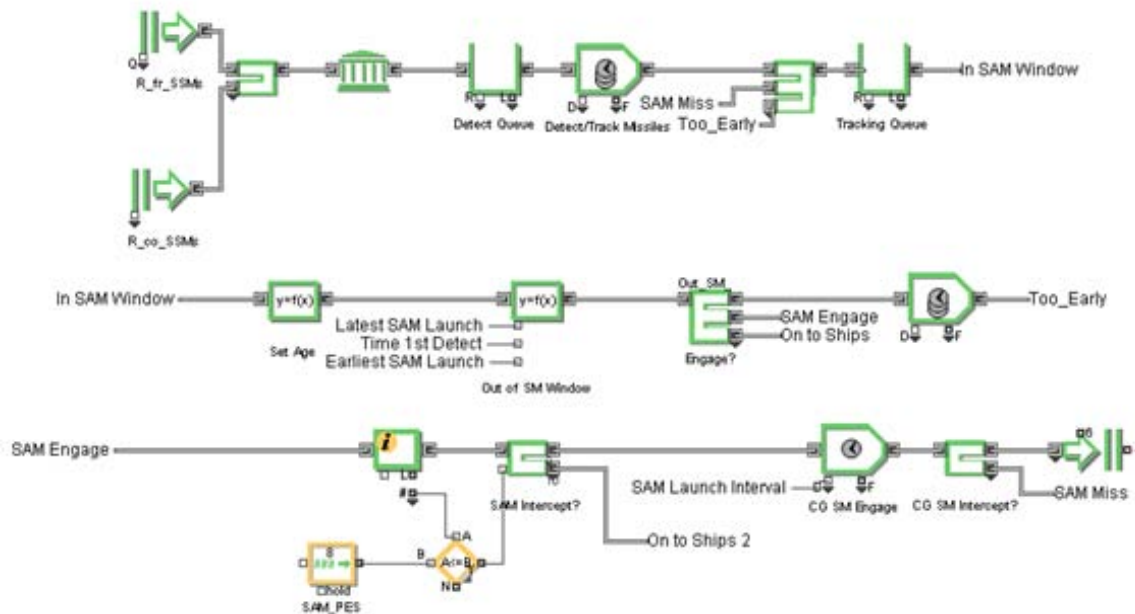 Q
R_fr_SSMs
R_co_SSMs
R L
Detect Queue
D F
Detect/Track Missiles
SAM Miss
Too_Early
R L
Tracking Queue
In SAM Window
In SAM Window
y=f(x)
Set Age
y=f(x)
Latest SAM Launch
Time 1st Detect
Earliest SAM Launch
Out of SM Window
Out_SM
SAM Engage
On to Ships
Engage?
D F
Too_Early
SAM Engage
i
L
#
SAM Intercept?
SAM Launch Interval
F
CG SM Engage
CG SM Intercept?
6
SAM Miss
On to Ships 2
A
B
A<=B
N
8
hold
SAM_PES